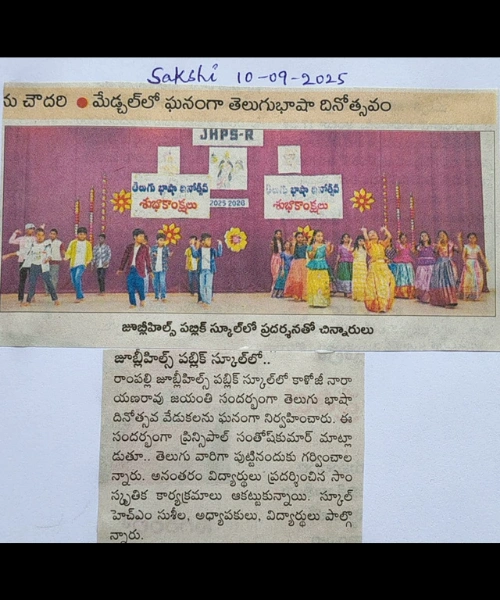 Sakshi 10-09-2025
ను చౌదరి ● మేడ్చల్‌లో ఘనంగా తెలుగుభాషా దినోత్సవం
JHPS-R
తెలుగు భాషా దినోత్సవ
శుభాకాంక్షలు
2025 2026
తెలుగు భాషా దినోత్సవ
శుభాకాంక్షలు
జూబ్లీహిల్స్ పబ్లిక్ స్కూల్‌లో ప్రదర్శనతో చిన్నారులు
జూబ్లీహిల్స్ పబ్లిక్ స్కూల్‌లో..
రాంపల్లి జూబ్లీహిల్స్ పబ్లిక్ స్కూల్‌లో కాళోజీ నారా
యణరావు జయంతి సందర్భంగా తెలుగు భాషా
దినోత్సవ వేడుకలను ఘనంగా నిర్వహించారు. ఈ
సందర్భంగా ప్రిన్సిపాల్ సంతోష్‌కుమార్ మాట్లా
డుతూ.. తెలుగు వారిగా పుట్టినందుకు గర్వించాల
న్నారు. అనంతరం విద్యార్థులు ప్రదర్శించిన సాం
స్కృతిక కార్యక్రమాలు ఆకట్టుకున్నాయి. స్కూల్
హెచ్ఎం సుశీల, అధ్యాపకులు, విద్యార్థులు పాల్గొ
న్నారు.